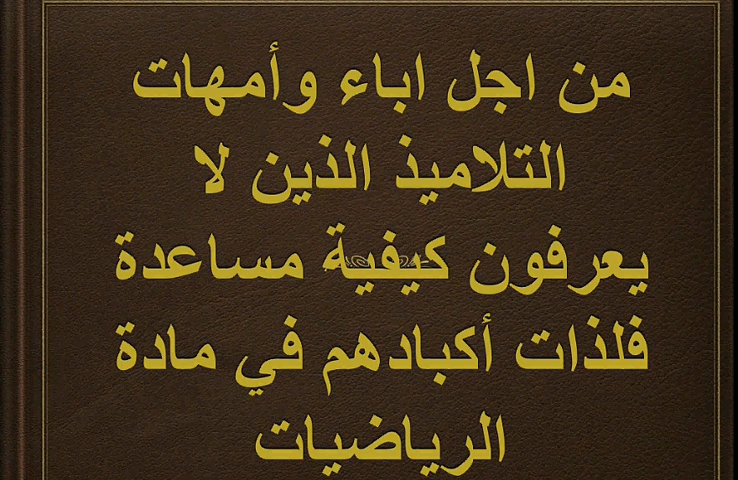 من اجل اباء وأمهات
التلاميذ الذين لا
يعرفون كيفية مساعدة
فلذات أكبادهم في مادة
الرياضيات